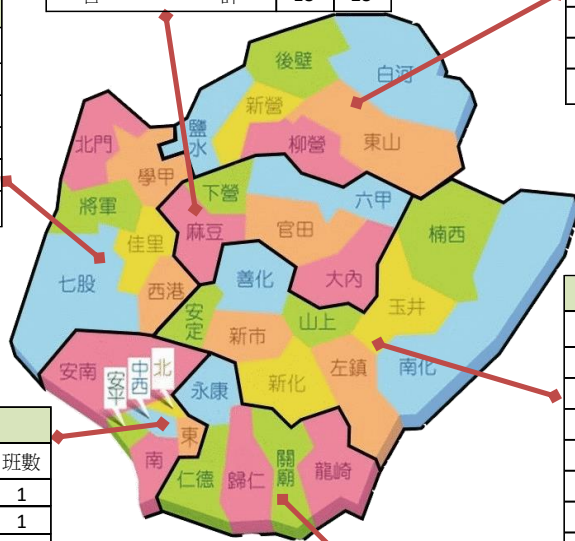 後壁
白河
新營
鹽水
柳營
東山
北門
學甲
下營
六甲
將軍
麻豆
官田
楠西
佳里
七股
善化
大內
西港
安定
山上
玉井
新市
安南
左鎮
南化
北
中西
安平
永康
新化
東
南
仁德
歸仁
關廟
龍崎
班數
1
1